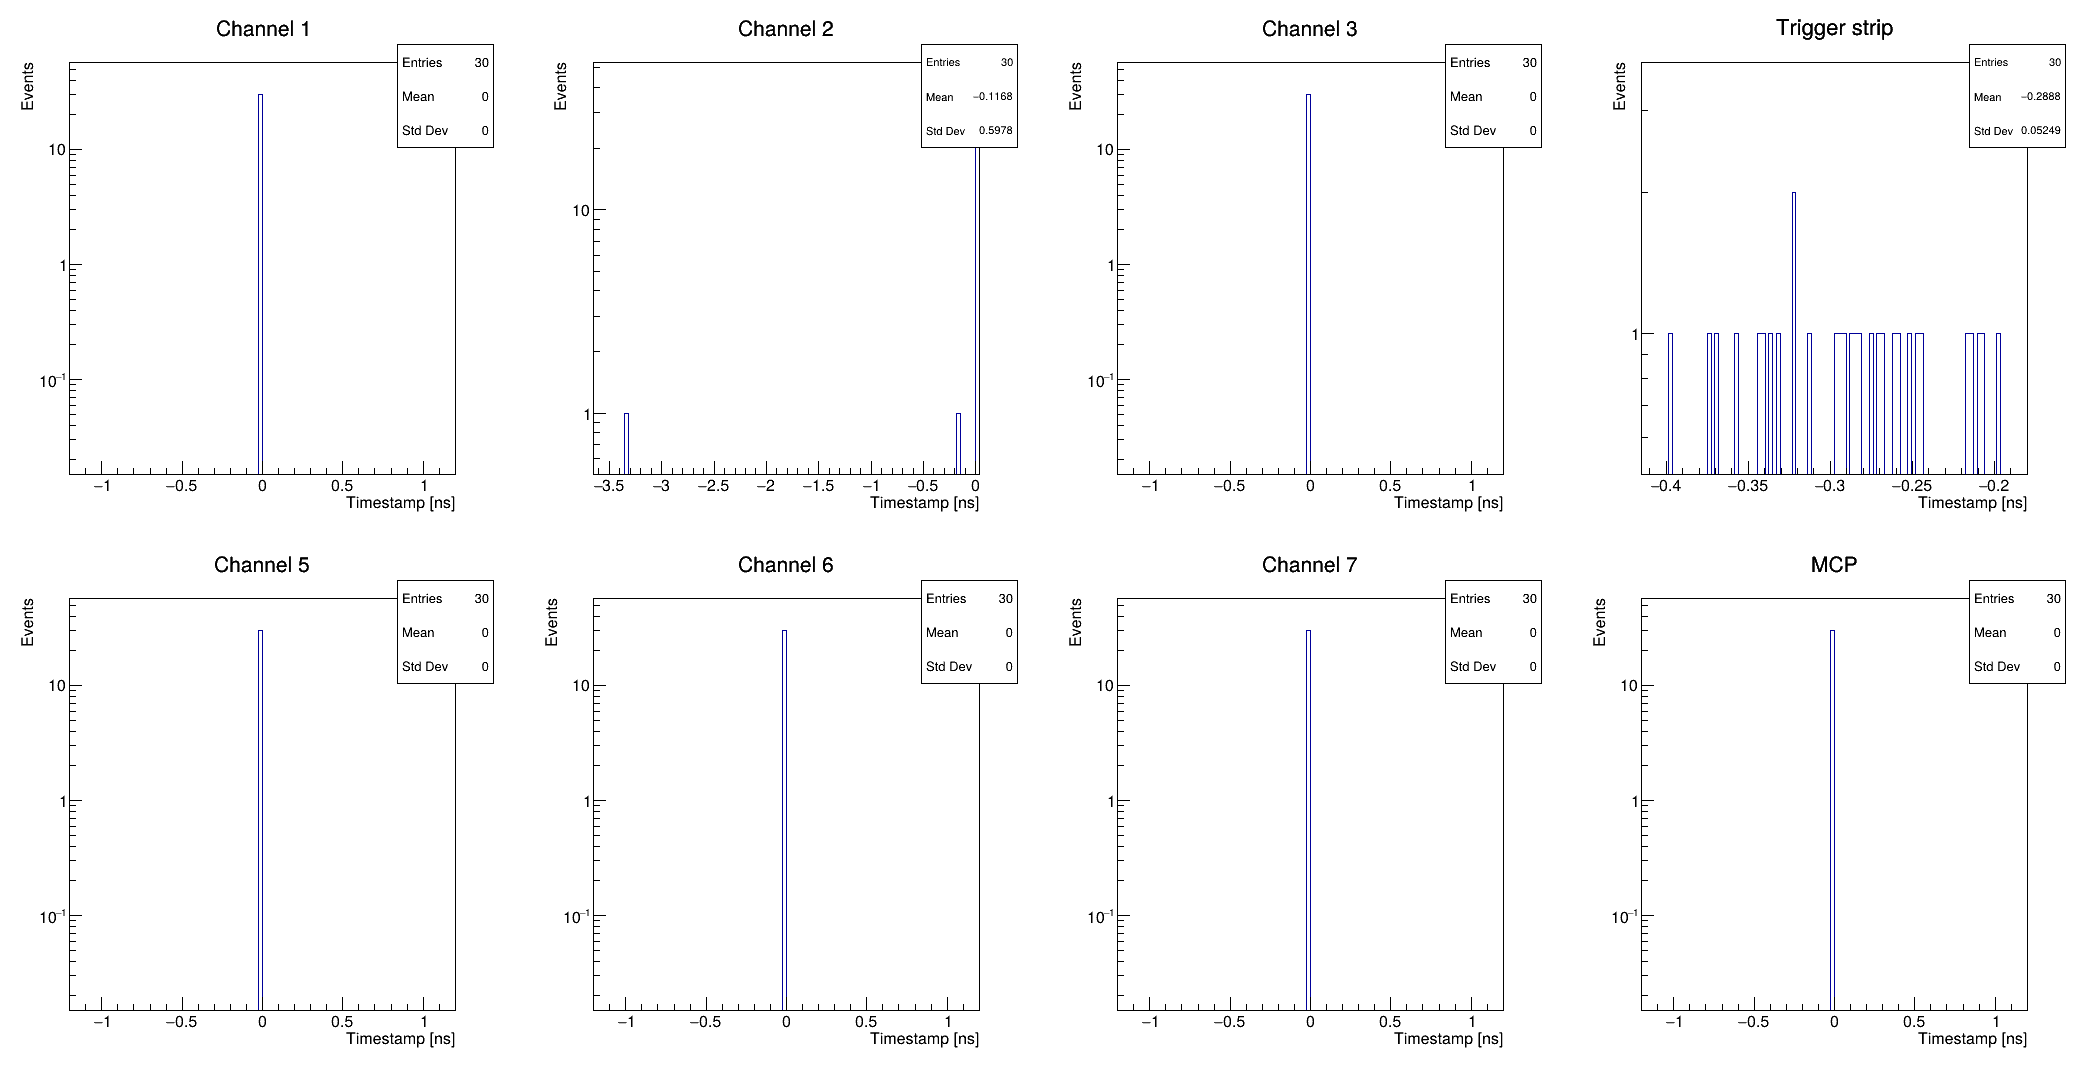 Channel 1
Events
Entries 30
Mean 0
Std Dev 0
10
1
10⁻¹
−1 −0.5 0 0.5 1
Timestamp [ns]
Channel 2
Events
Entries 30
Mean −0.1168
Std Dev 0.5978
10
1
−3.5 −3 −2.5 −2 −1.5 −1 −0.5 0
Timestamp [ns]
Channel 3
Events
Entries 30
Mean 0
Std Dev 0
10
1
10⁻¹
−1 −0.5 0 0.5 1
Timestamp [ns]
Trigger strip
Events
Entries 30
Mean −0.2888
Std Dev 0.05249
1
−0.4 −0.35 −0.3 −0.25 −0.2
Timestamp [ns]
Channel 5
Events
Entries 30
Mean 0
Std Dev 0
10
1
10⁻¹
−1 −0.5 0 0.5 1
Timestamp [ns]
Channel 6
Events
Entries 30
Mean 0
Std Dev 0
10
1
10⁻¹
−1 −0.5 0 0.5 1
Timestamp [ns]
Channel 7
Events
Entries 30
Mean 0
Std Dev 0
10
1
10⁻¹
−1 −0.5 0 0.5 1
Timestamp [ns]
MCP
Events
Entries 30
Mean 0
Std Dev 0
10
1
10⁻¹
−1 −0.5 0 0.5 1
Timestamp [ns]